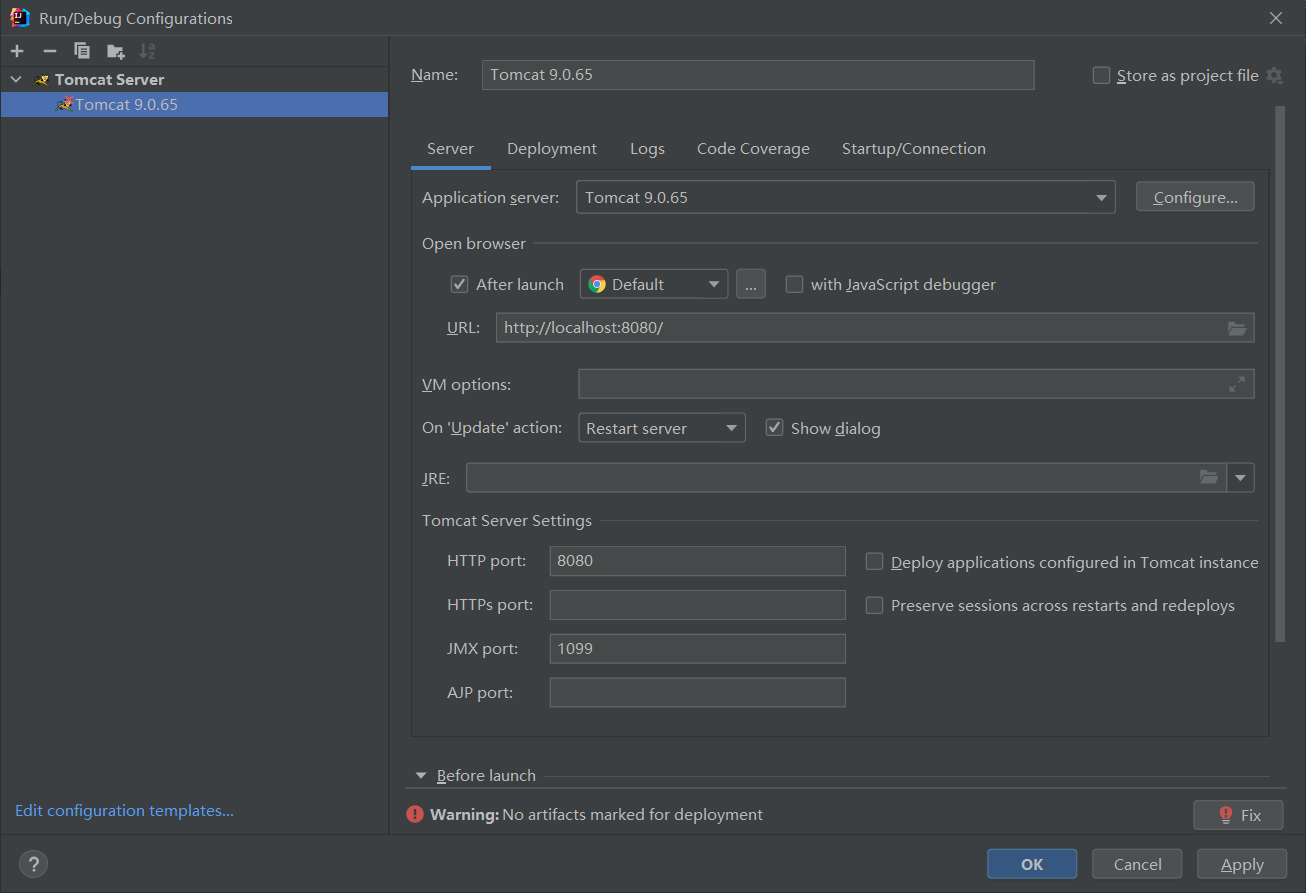 Run/Debug Configurations
Tomcat Server
Tomcat 9.0.65
Edit configuration templates...
Name: Tomcat 9.0.65 Store as project file
Server Deployment Logs Code Coverage Startup/Connection
Application server: Tomcat 9.0.65 Configure...
Open browser
After launch Default ... with JavaScript debugger
URL: http://localhost:8080/
VM options:
On 'Update' action: Restart server Show dialog
JRE:
Tomcat Server Settings
HTTP port: 8080 Deploy applications configured in Tomcat instance
HTTPs port: Preserve sessions across restarts and redeploys
JMX port: 1099
AJP port:
Before launch
Warning: No artifacts marked for deployment Fix
? OK Cancel Apply